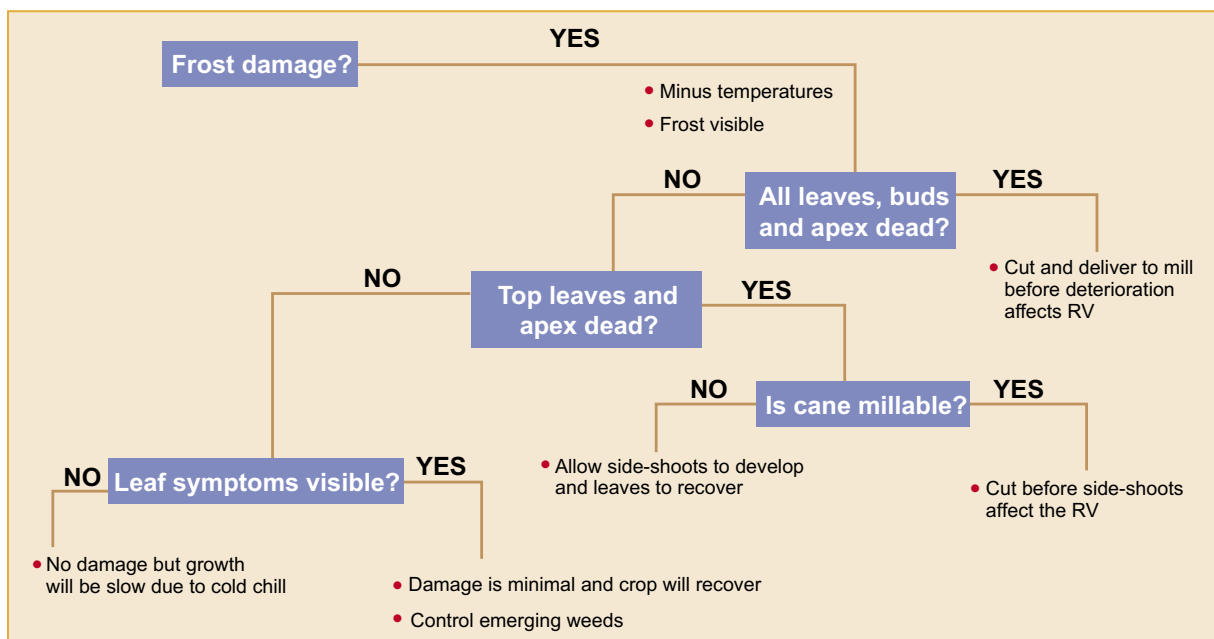 YES
Frost damage?
• Minus temperatures
• Frost visible
NO
All leaves, buds
and apex dead?
YES
• Cut and deliver to mill
before deterioration
affects RV
NO
Top leaves and
apex dead?
YES
NO
Is cane millable?
YES
• Allow side-shoots to develop
and leaves to recover
• Cut before side-shoots
affect the RV
NO
Leaf symptoms visible?
YES
• No damage but growth
will be slow due to cold chill
• Damage is minimal and crop will recover
• Control emerging weeds